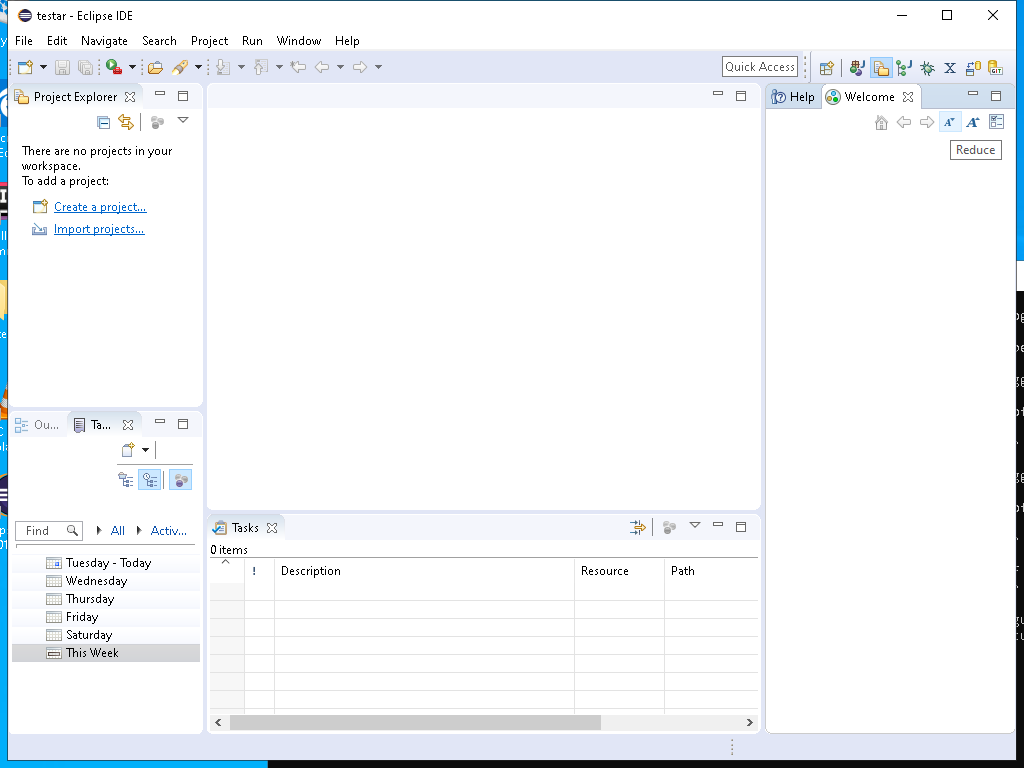 testar - Eclipse IDE
File Edit Navigate Search Project Run Window Help
Quick Access
Project Explorer
Help Welcome
Reduce
There are no projects in your
workspace.
To add a project:
Create a project...
Import projects...
Ou... Ta...
Find All Activ...
Tuesday - Today
Wednesday
Thursday
Friday
Saturday
This Week
Tasks
0 items
! Description Resource Path